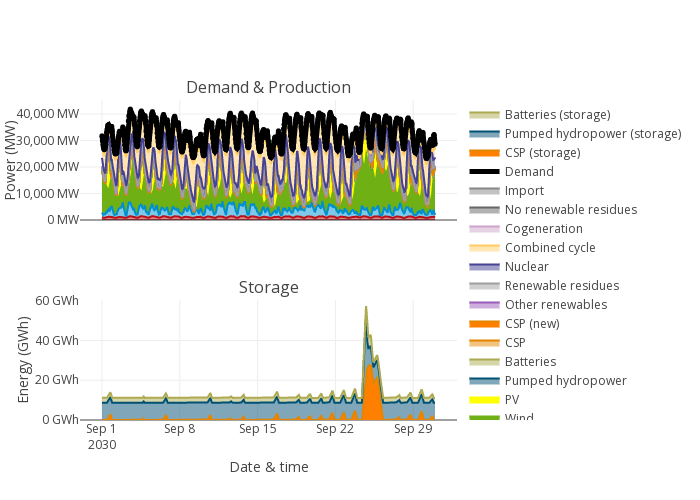 Demand & Production
Power (MW)
40,000 MW
30,000 MW
20,000 MW
10,000 MW
0 MW
Storage
Energy (GWh)
60 GWh
40 GWh
20 GWh
0 GWh
Sep 1
2030
Sep 8
Sep 15
Sep 22
Sep 29
Date & time
Batteries (storage)
Pumped hydropower (storage)
CSP (storage)
Demand
Import
No renewable residues
Cogeneration
Combined cycle
Nuclear
Renewable residues
Other renewables
CSP (new)
CSP
Batteries
Pumped hydropower
PV
Wind